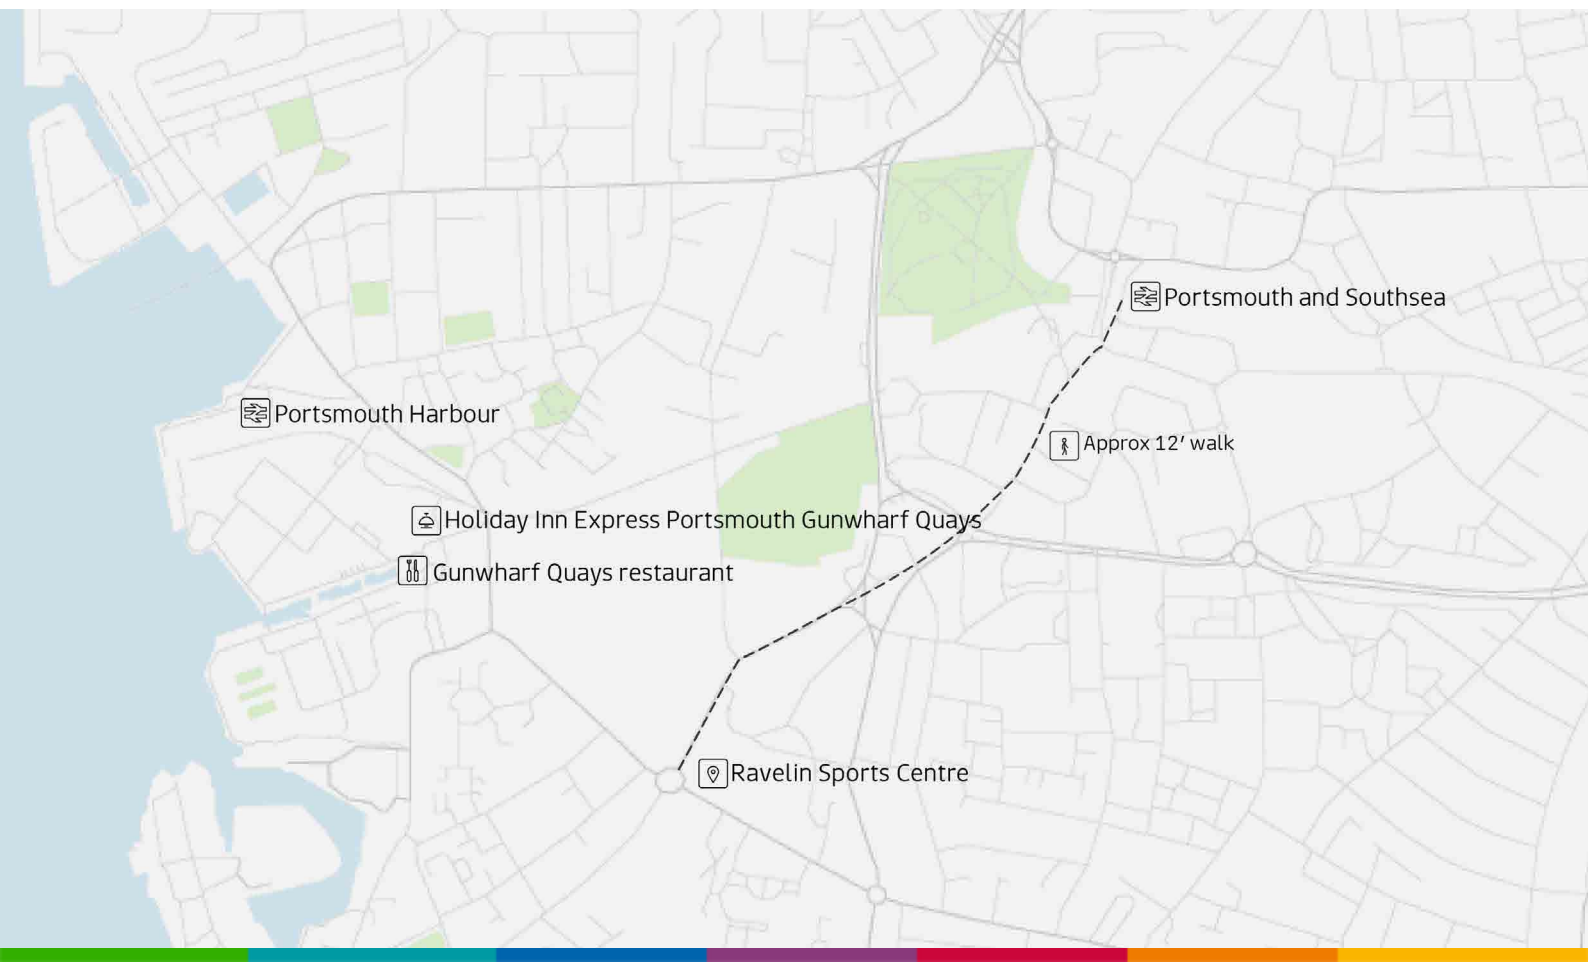 Portsmouth and Southsea
Portsmouth Harbour
Approx 12′ walk
Holiday Inn Express Portsmouth Gunwharf Quays
Gunwharf Quays restaurant
Ravelin Sports Centre